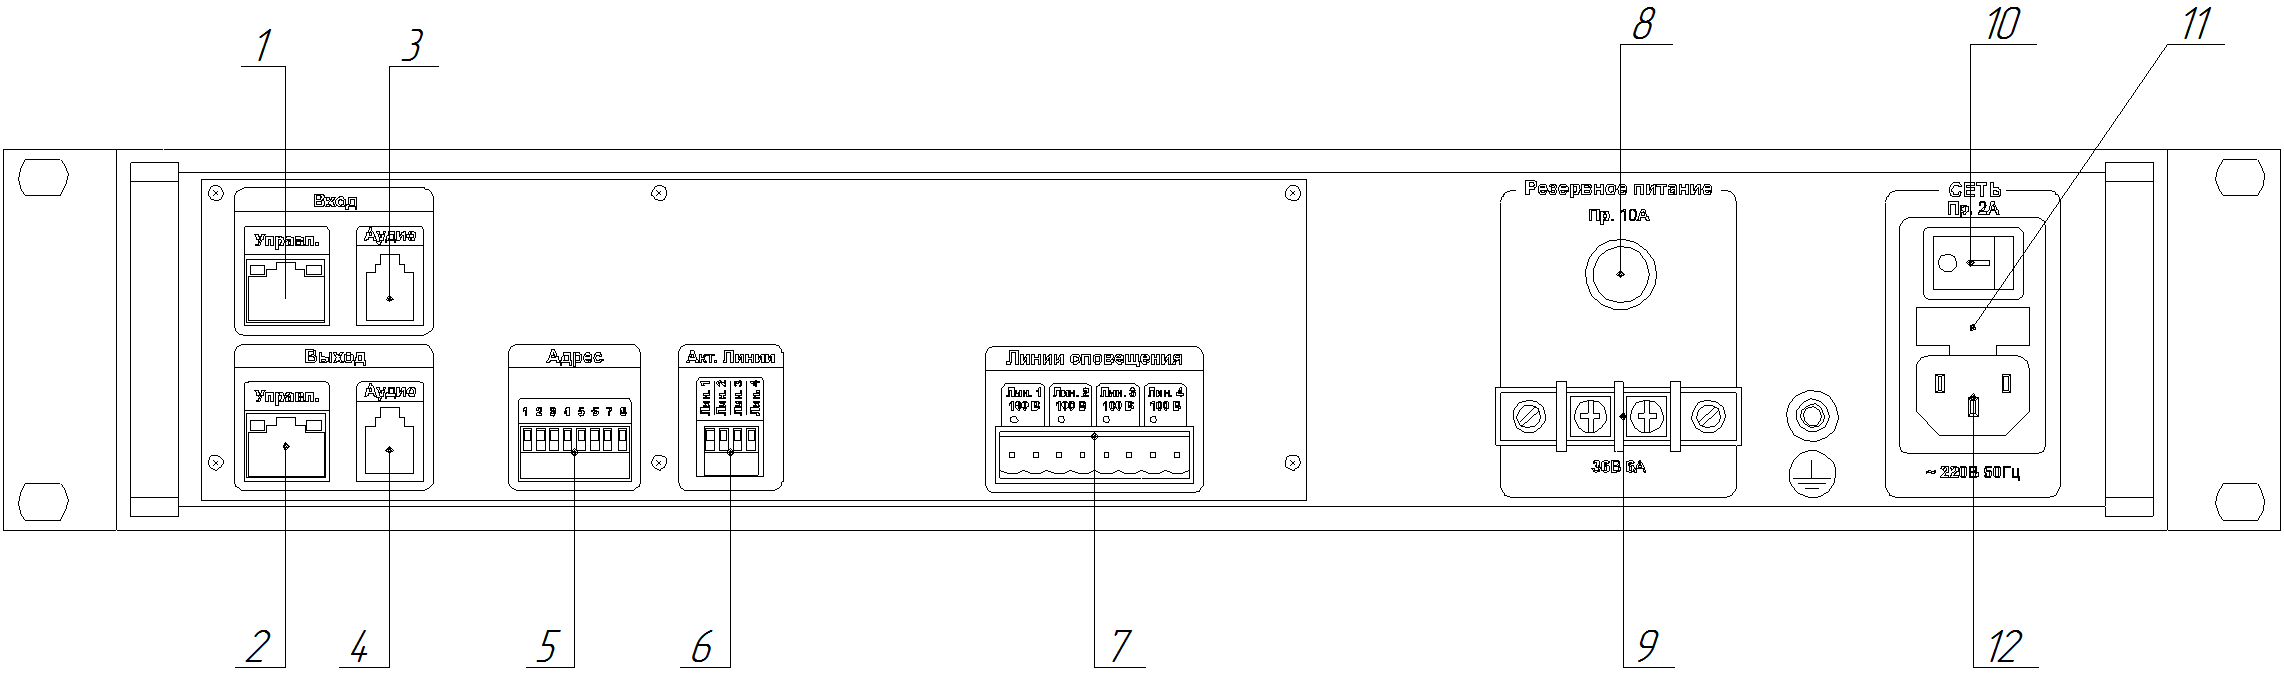 1 3 8 10 11
Вход
Управл. Аудио
Выход
Управл. Аудио
Адрес
1 2 3 4 5 6 7 8
Акт. Линии
Лин. 1
Лин. 2
Лин. 3
Лин. 4
Линии оповещения
Лин. 1 Лин. 2 Лин. 3 Лин. 4
100 В 100 В 100 В 100 В
Резервное питание
Пр. 10А
36В 6А
СЕТЬ
Пр. 2А
~ 220В 50Гц
2 4 5 6 7 9 12